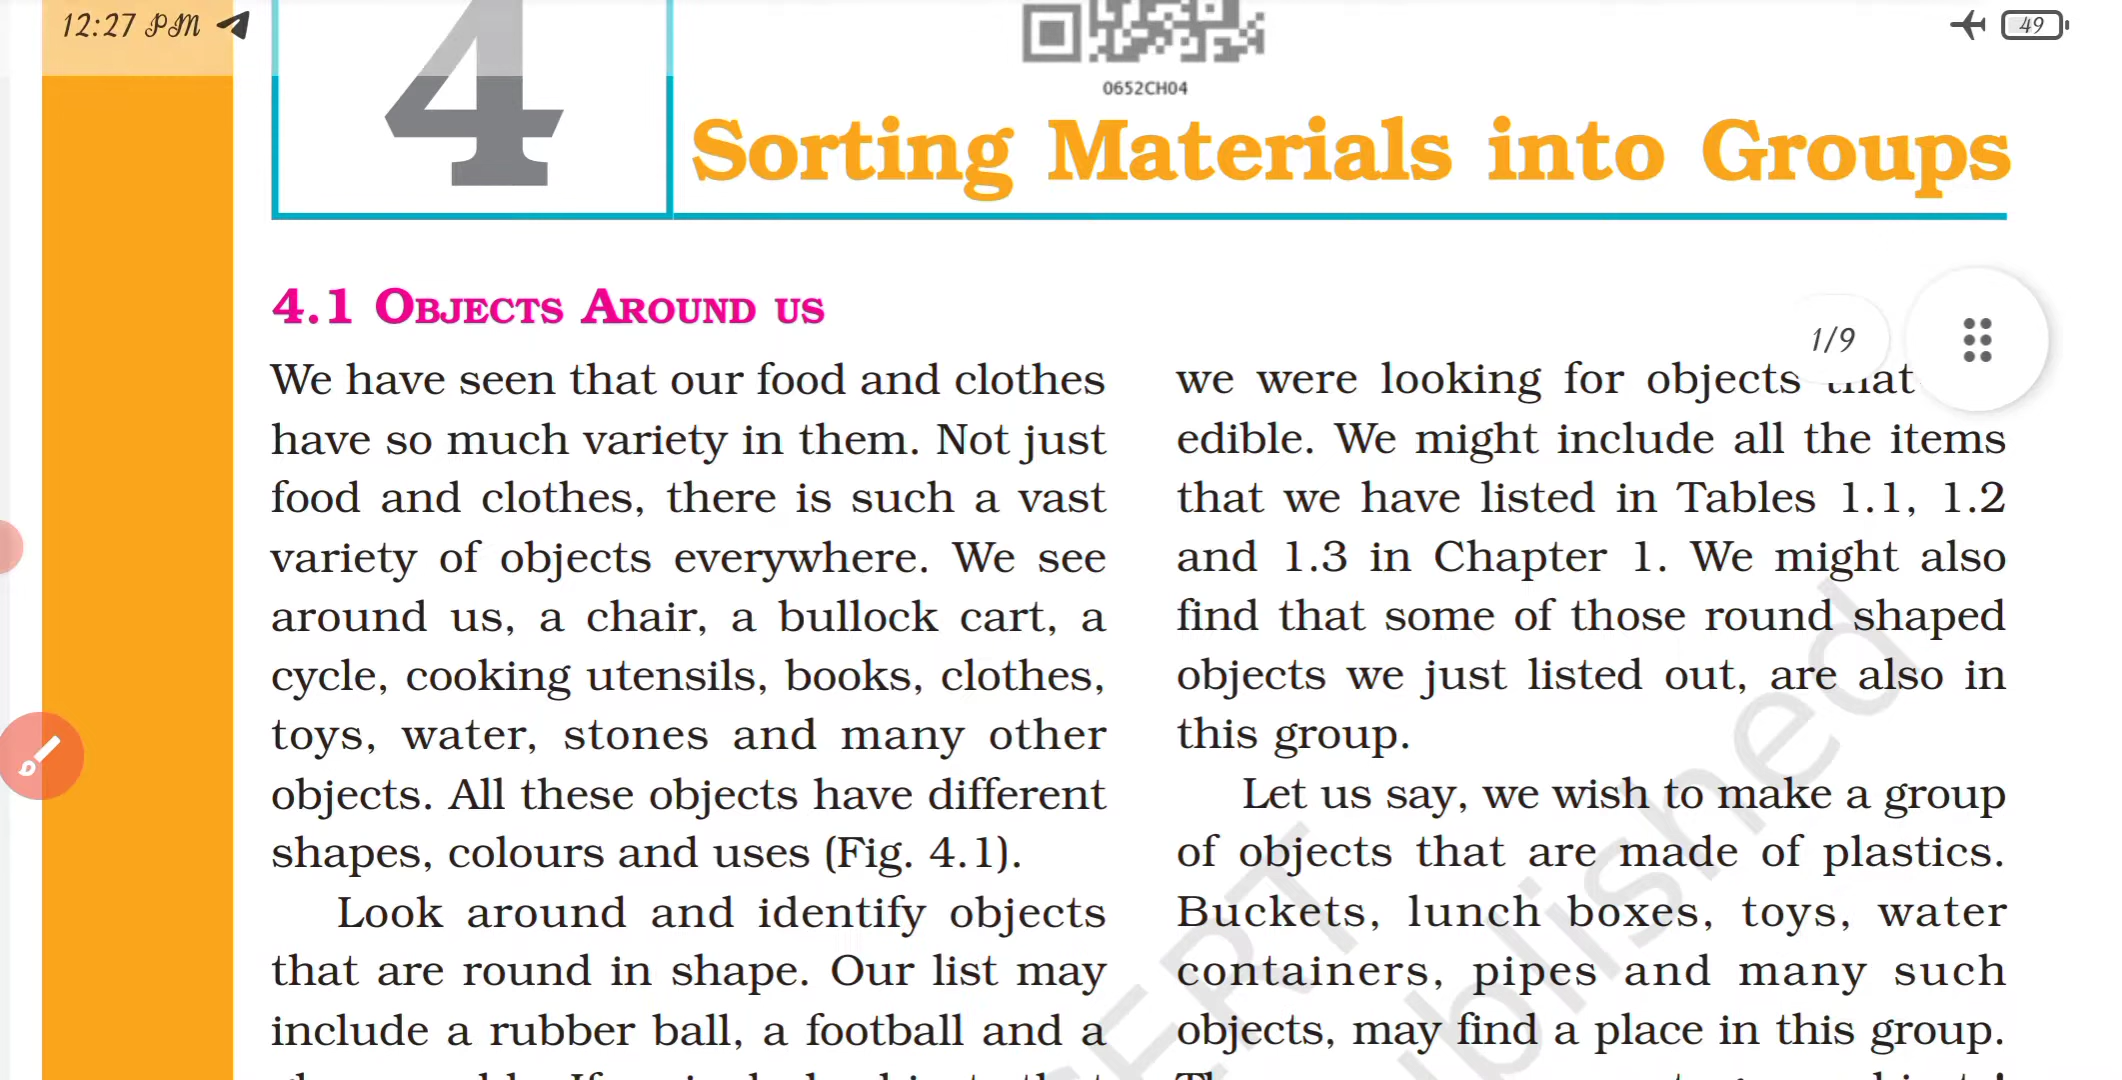 12:27 PM
49
4
0652CH04
Sorting Materials into Groups
4.1 OBJECTS AROUND US
We have seen that our food and clothes
have so much variety in them. Not just
food and clothes, there is such a vast
variety of objects everywhere. We see
around us, a chair, a bullock cart, a
cycle, cooking utensils, books, clothes,
toys, water, stones and many other
objects. All these objects have different
shapes, colours and uses (Fig. 4.1).
Look around and identify objects
that are round in shape. Our list may
include a rubber ball, a football and a
1/9
we were looking for objects that
edible. We might include all the items
that we have listed in Tables 1.1, 1.2
and 1.3 in Chapter 1. We might also
find that some of those round shaped
objects we just listed out, are also in
this group.
Let us say, we wish to make a group
of objects that are made of plastics.
Buckets, lunch boxes, toys, water
containers, pipes and many such
objects, may find a place in this group.